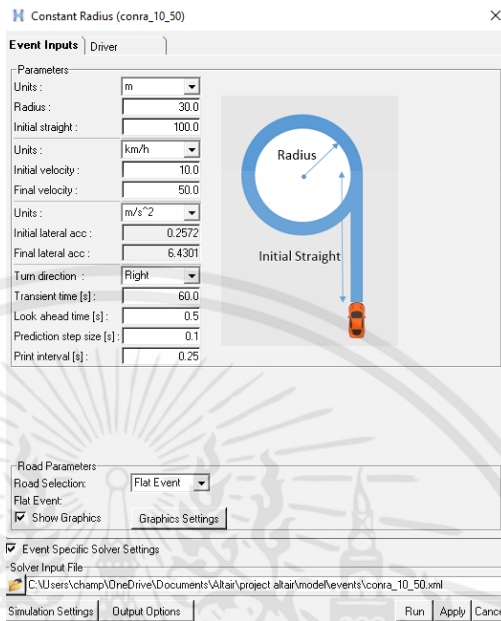 Constant Radius (conra_10_50)
Event Inputs Driver
Parameters
Units : m
Radius : 30.0
Initial straight : 100.0
Units : km/h
Initial velocity : 10.0
Final velocity : 50.0
Units : m/s^2
Initial lateral acc : 0.2572
Final lateral acc : 6.4301
Turn direction : Right
Transient time [s] : 60.0
Look ahead time [s] : 0.5
Prediction step size [s] : 0.1
Print interval [s] : 0.25
Radius
Initial Straight
Road Parameters
Road Selection: Flat Event
Flat Event:
Show Graphics Graphics Settings
Event Specific Solver Settings
Solver Input File
C:\Users\champ\OneDrive\Documents\Altair\project altair\model\events\conra_10_50.xml
Simulation Settings Output Options Run Apply Cance